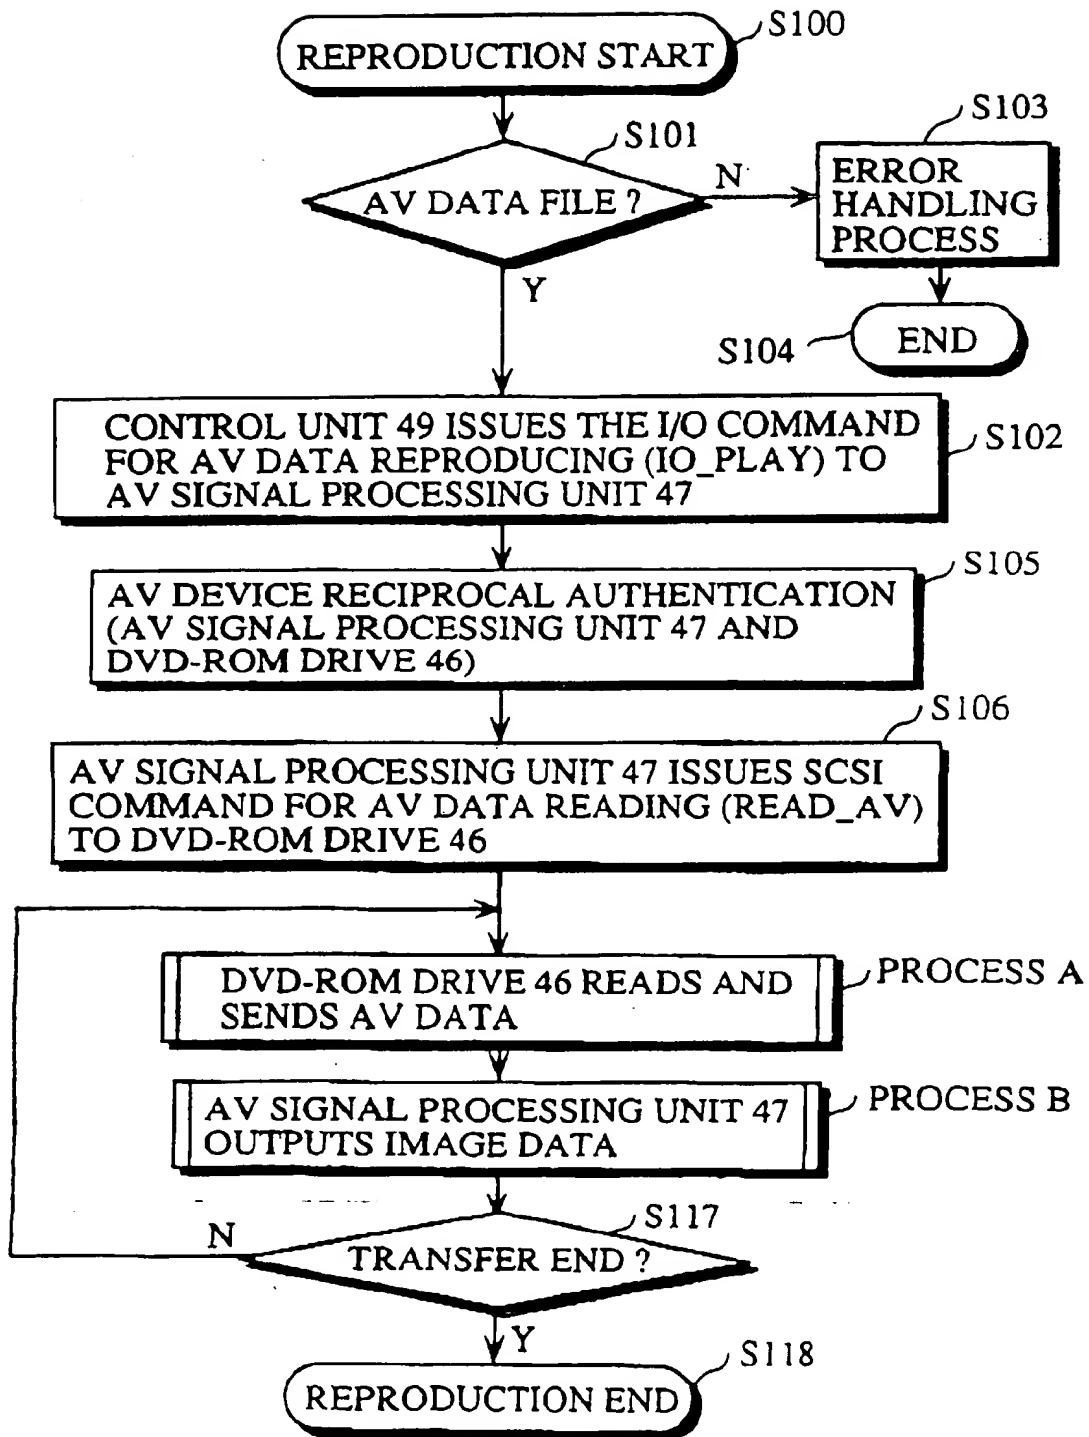 S100
REPRODUCTION START
S101
AV DATA FILE ?
N
S103
ERROR
HANDLING
PROCESS
S104
END
Y
CONTROL UNIT 49 ISSUES THE I/O COMMAND
FOR AV DATA REPRODUCING (IO_PLAY) TO
AV SIGNAL PROCESSING UNIT 47
S102
S105
AV DEVICE RECIPROCAL AUTHENTICATION
(AV SIGNAL PROCESSING UNIT 47 AND
DVD-ROM DRIVE 46)
S106
AV SIGNAL PROCESSING UNIT 47 ISSUES SCSI
COMMAND FOR AV DATA READING (READ_AV)
TO DVD-ROM DRIVE 46
DVD-ROM DRIVE 46 READS AND
SENDS AV DATA
PROCESS A
AV SIGNAL PROCESSING UNIT 47
OUTPUTS IMAGE DATA
PROCESS B
S117
N
TRANSFER END ?
Y
S118
REPRODUCTION END